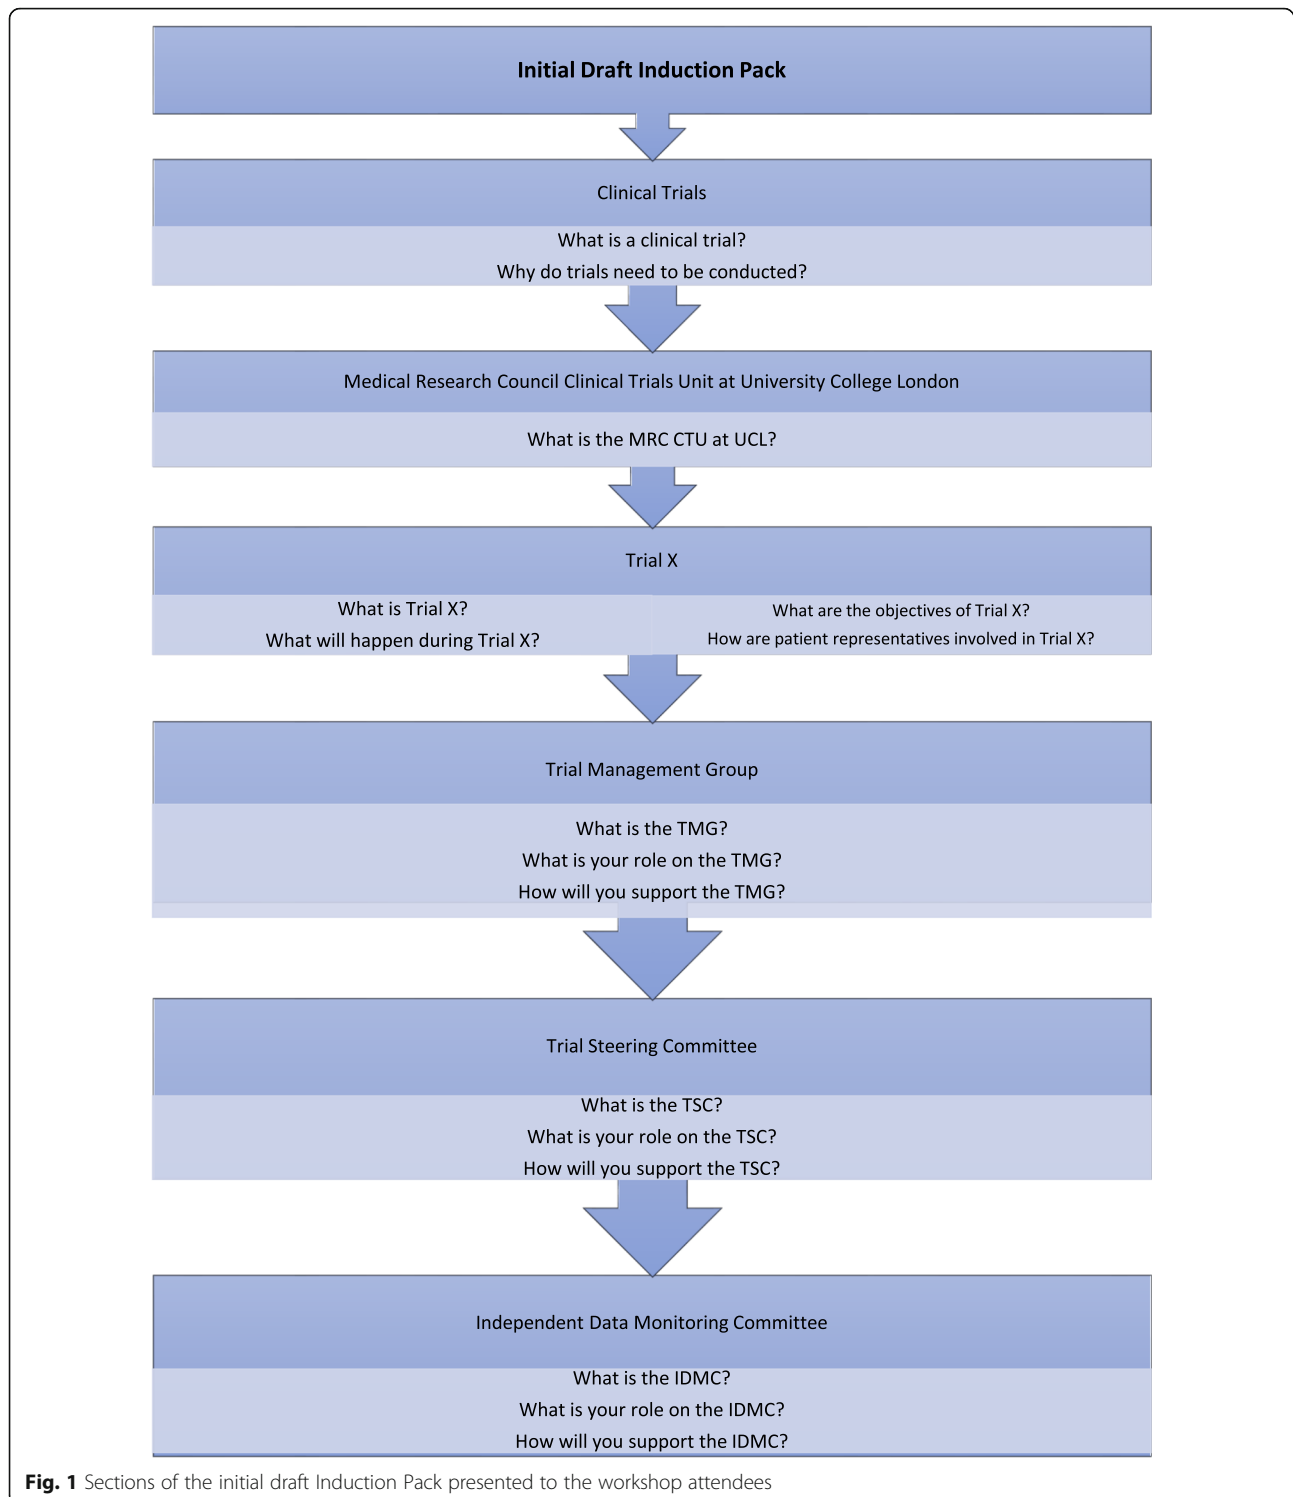 Initial Draft Induction Pack
Clinical Trials
What is a clinical trial?
Why do trials need to be conducted?
Medical Research Council Clinical Trials Unit at University College London
What is the MRC CTU at UCL?
Trial X
What is Trial X?
What will happen during Trial X?
What are the objectives of Trial X?
How are patient representatives involved in Trial X?
Trial Management Group
What is the TMG?
What is your role on the TMG?
How will you support the TMG?
Trial Steering Committee
What is the TSC?
What is your role on the TSC?
How will you support the TSC?
Independent Data Monitoring Committee
What is the IDMC?
What is your role on the IDMC?
How will you support the IDMC?
Fig. 1 Sections of the initial draft Induction Pack presented to the workshop attendees